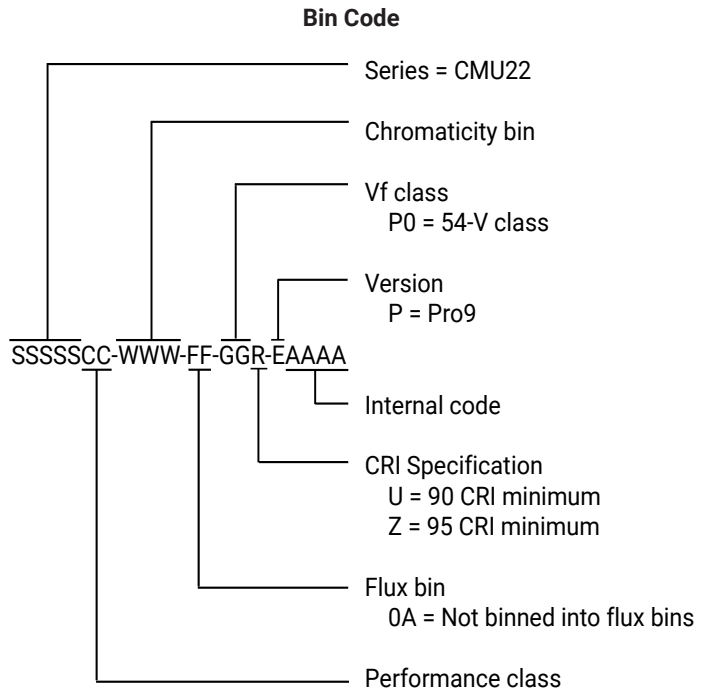 Bin Code
Series = CMU22
Chromaticity bin
Vf class
P0 = 54-V class
Version
P = Pro9
SSSSSCC-WWW-FF-GGR-EAAAA
Internal code
CRI Specification
U = 90 CRI minimum
Z = 95 CRI minimum
Flux bin
0A = Not binned into flux bins
Performance class